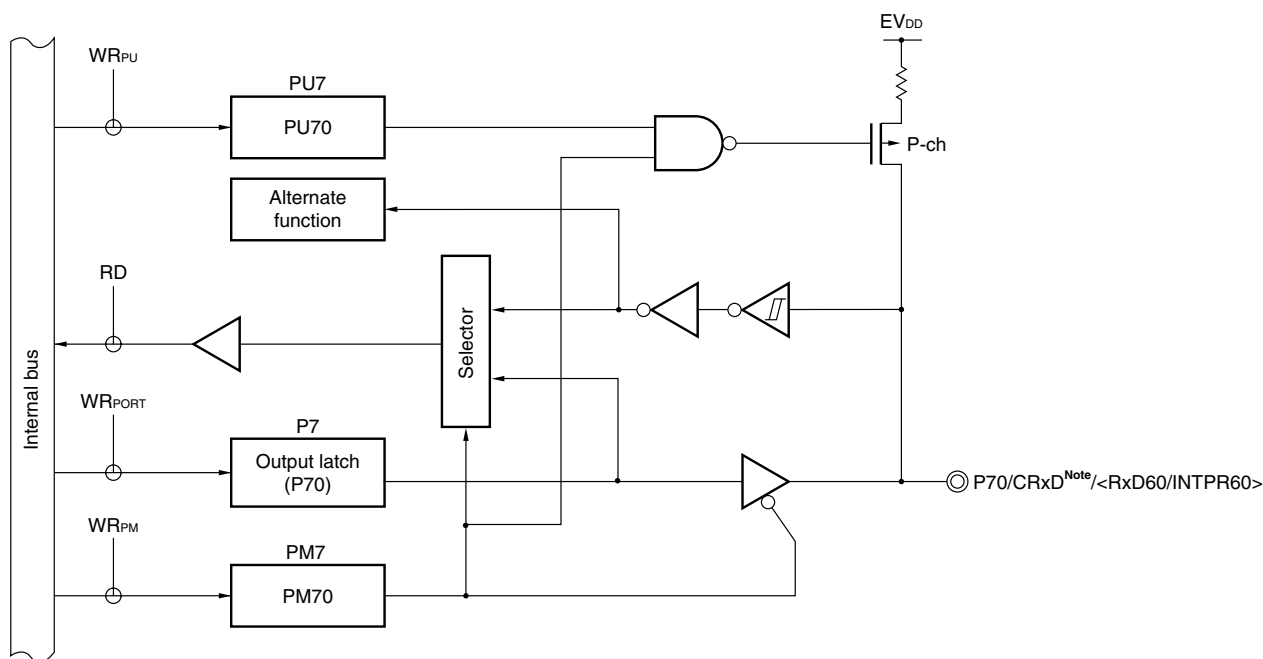 EVDD
WRPU
PU7
PU70
P-ch
Alternate
function
RD
Selector
Internal bus
WRPORT
P7
Output latch
(P70)
P70/CRxDNote/<RxD60/INTPR60>
WRPM
PM7
PM70